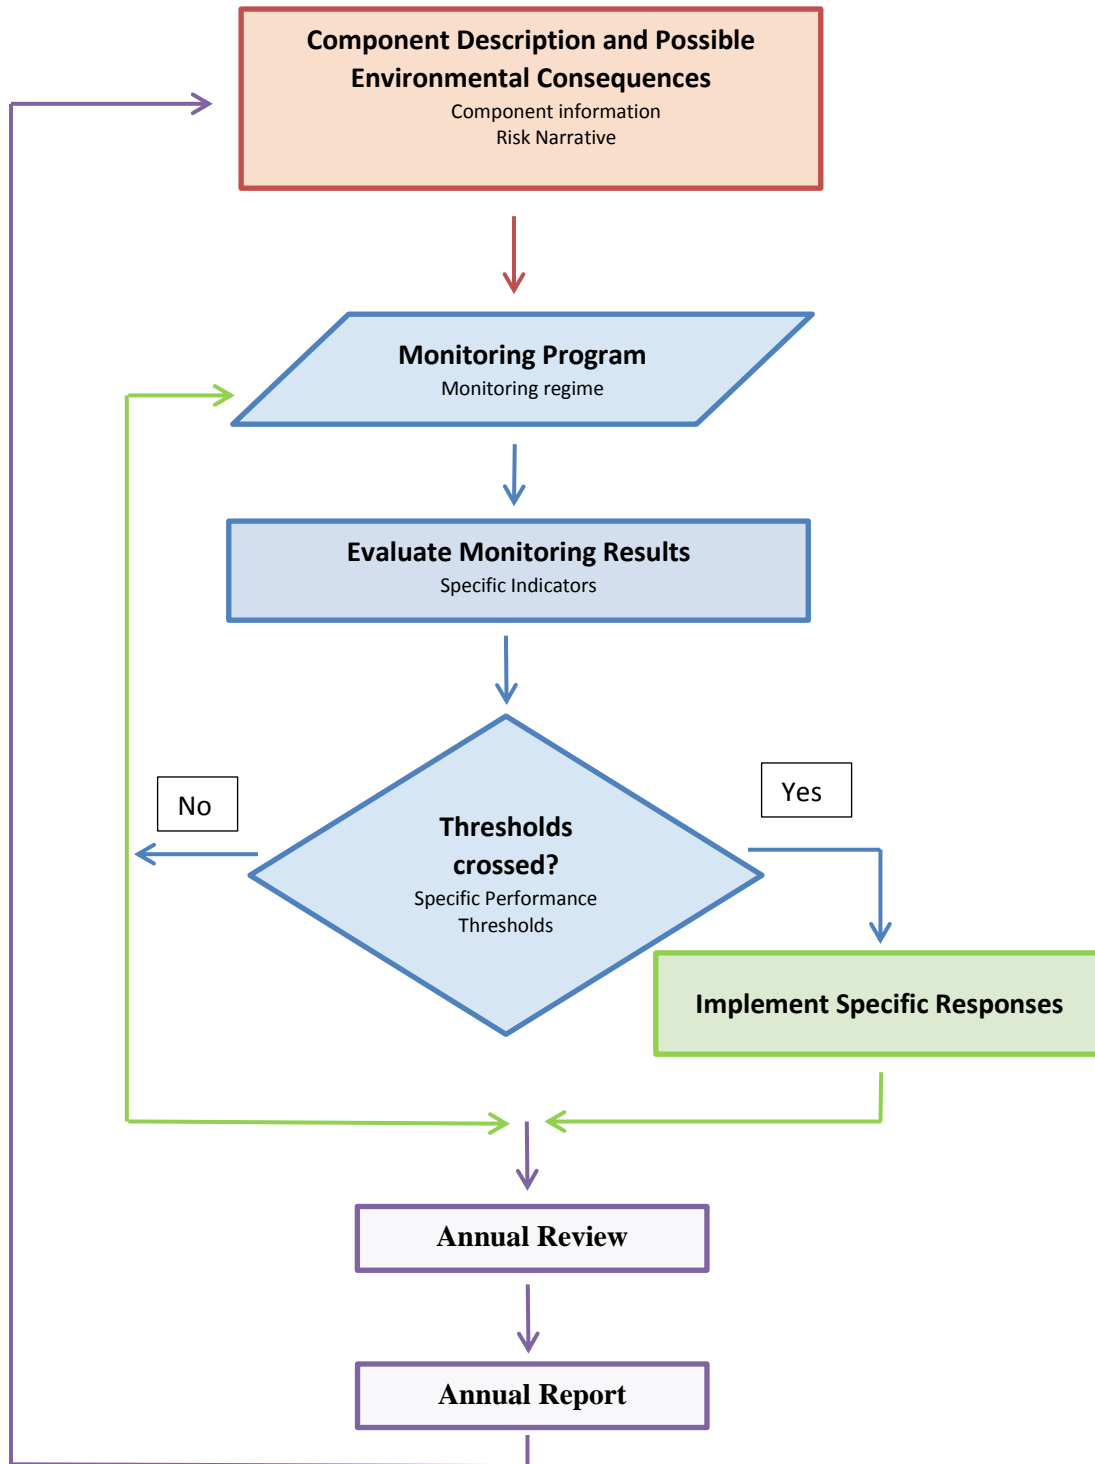 Component Description and Possible
Environmental Consequences
Component information
Risk Narrative
Monitoring Program
Monitoring regime
Evaluate Monitoring Results
Specific Indicators
No
Yes
Thresholds
crossed?
Specific Performance
Thresholds
Implement Specific Responses
Annual Review
Annual Report